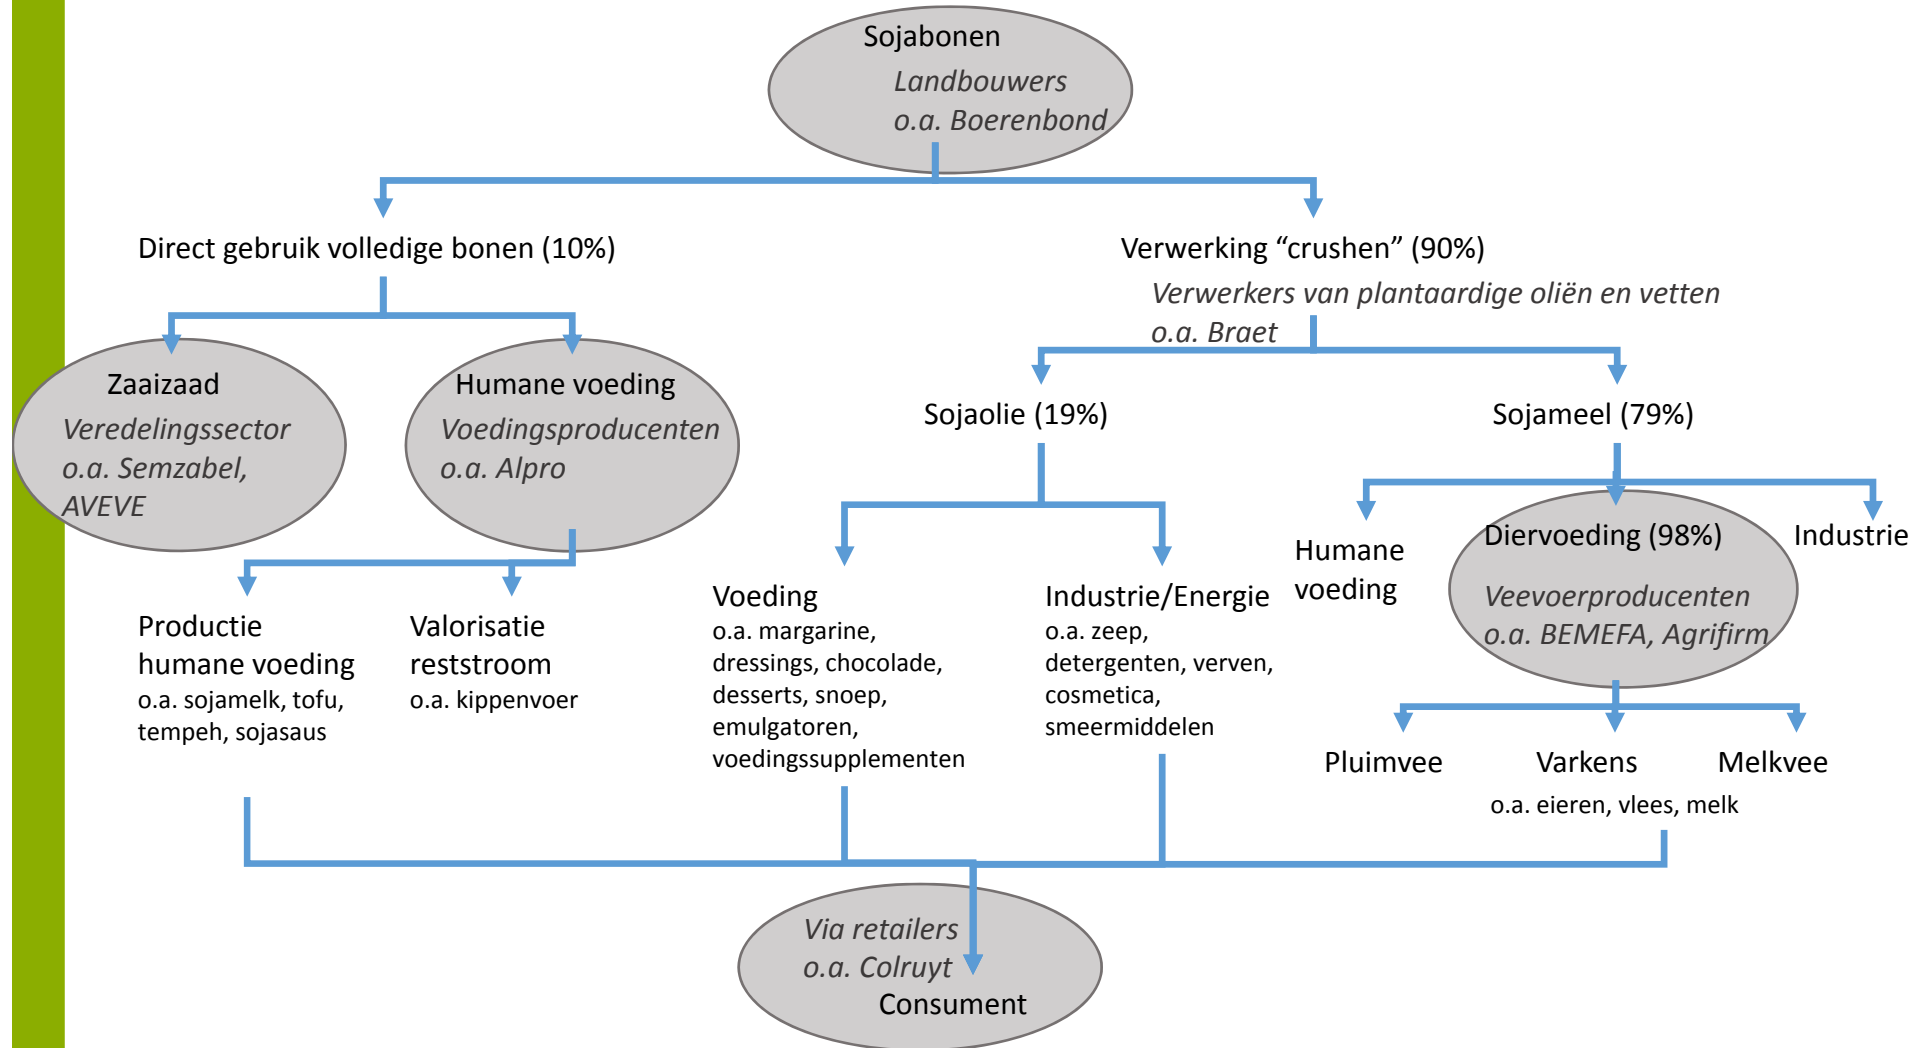 Sojabonen
Landbouwers
o.a. Boerenbond
Direct gebruik volledige bonen (10%)
Verwerking “crushen” (90%)
Verwerkers van plantaardige oliën en vetten
o.a. Braet
Zaaizaad
Veredelingssector
o.a. Semzabel,
AVEVE
Humane voeding
Voedingsproducenten
o.a. Alpro
Sojaolie (19%)
Sojameel (79%)
Productie
humane voeding
o.a. sojamelk, tofu,
tempeh, sojasaus
Valorisatie
reststroom
o.a. kippenvoer
Voeding
o.a. margarine,
dressings, chocolade,
desserts, snoep,
emulgatoren,
voedingssupplementen
Industrie/Energie
o.a. zeep,
detergenten, verven,
cosmetica,
smeermiddelen
Humane
voeding
Diervoeding (98%)
Veevoerproducenten
o.a. BEMEFA, Agrifirm
Industrie
Pluimvee
Varkens
Melkvee
o.a. eieren, vlees, melk
Via retailers
o.a. Colruyt
Consument